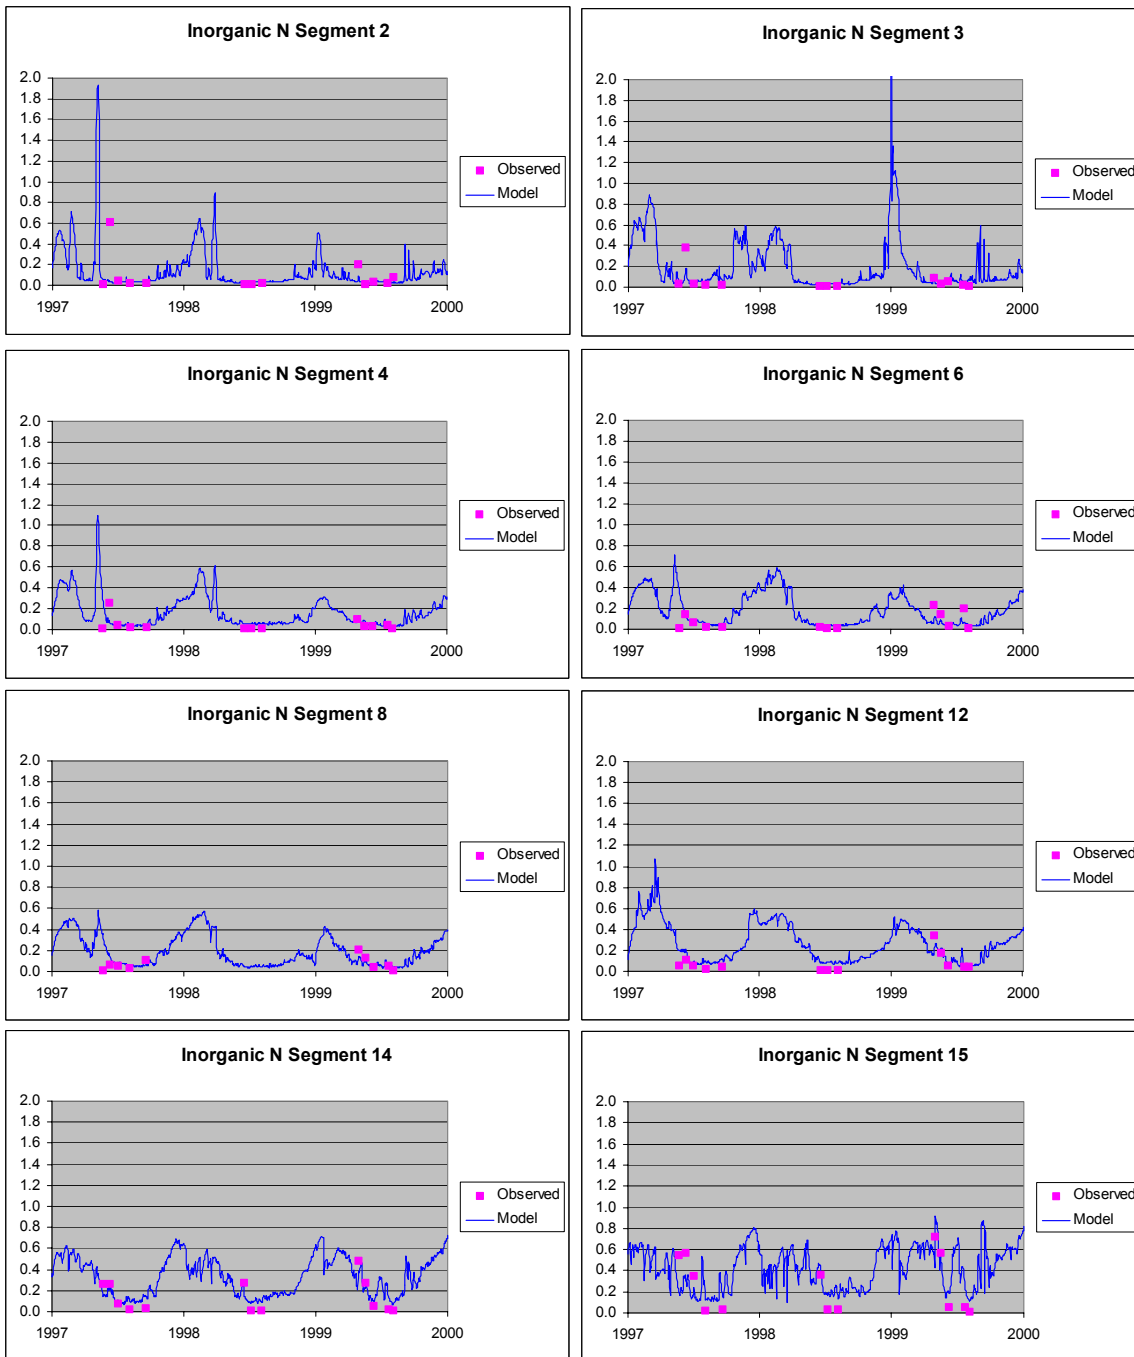 Inorganic N Segment 2
2.0
1.8
1.6
1.4
1.2
1.0
0.8
0.6
0.4
0.2
0.0
1997 1998 1999 2000
Observed
Model
Inorganic N Segment 3
2.0
1.8
1.6
1.4
1.2
1.0
0.8
0.6
0.4
0.2
0.0
1997 1998 1999 2000
Observed
Model
Inorganic N Segment 4
2.0
1.8
1.6
1.4
1.2
1.0
0.8
0.6
0.4
0.2
0.0
1997 1998 1999 2000
Observed
Model
Inorganic N Segment 6
2.0
1.8
1.6
1.4
1.2
1.0
0.8
0.6
0.4
0.2
0.0
1997 1998 1999 2000
Observed
Model
Inorganic N Segment 8
2.0
1.8
1.6
1.4
1.2
1.0
0.8
0.6
0.4
0.2
0.0
1997 1998 1999 2000
Observed
Model
Inorganic N Segment 12
2.0
1.8
1.6
1.4
1.2
1.0
0.8
0.6
0.4
0.2
0.0
1997 1998 1999 2000
Observed
Model
Inorganic N Segment 14
2.0
1.8
1.6
1.4
1.2
1.0
0.8
0.6
0.4
0.2
0.0
1997 1998 1999 2000
Observed
Model
Inorganic N Segment 15
2.0
1.8
1.6
1.4
1.2
1.0
0.8
0.6
0.4
0.2
0.0
1997 1998 1999 2000
Observed
Model